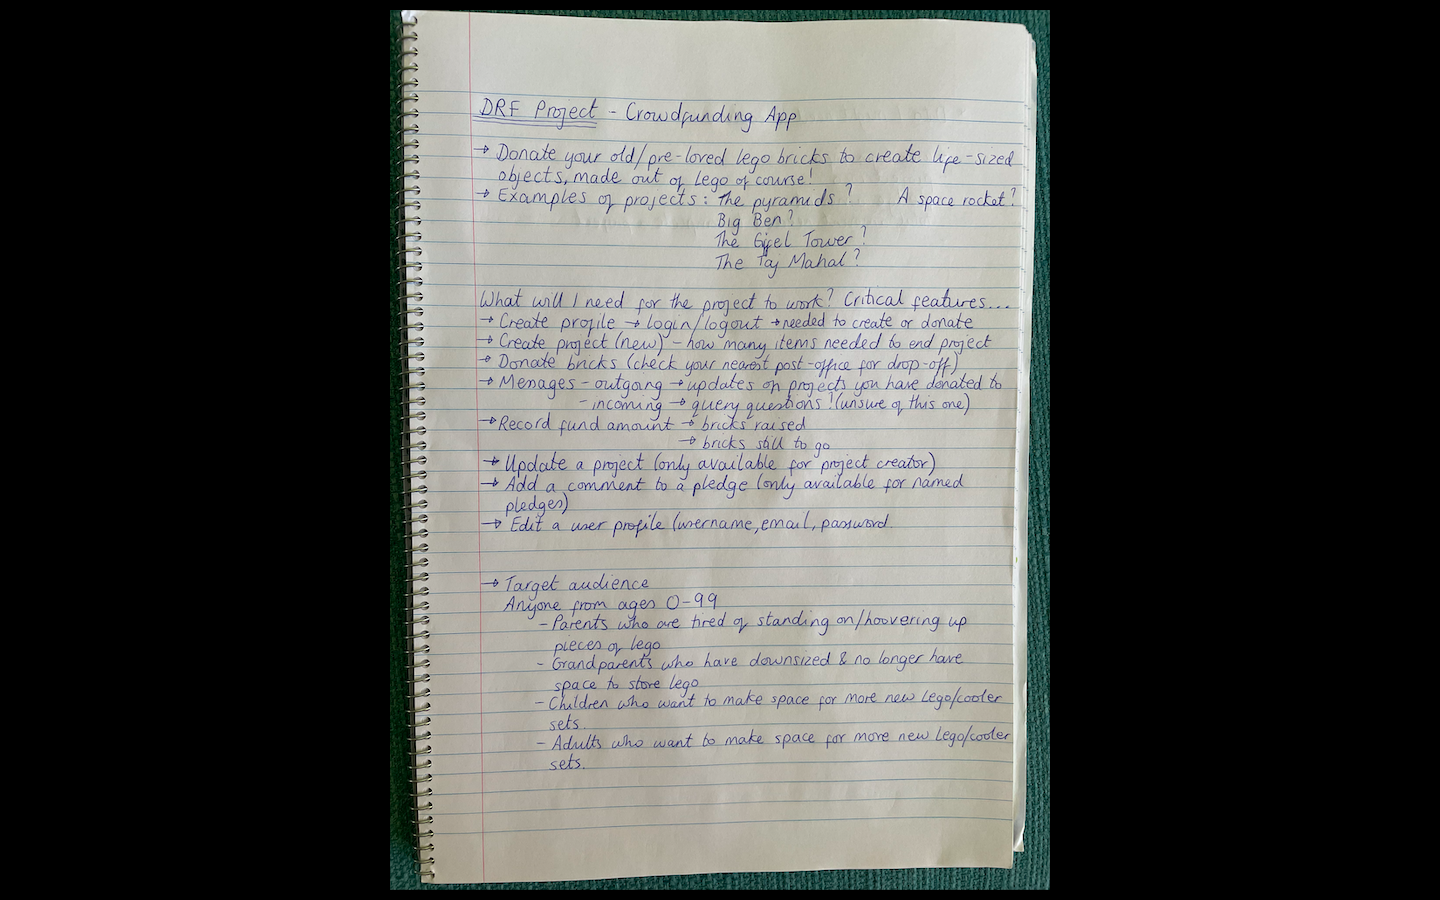 DRF Project - Crowdfunding App
→ Donate your old/pre-loved lego bricks to create life-sized
objects, made out of Lego of course!
→ Examples of projects: The pyramids? A space rocket?
Big Ben?
The Eiffel Tower?
The Taj Mahal?
What will I need for the project to work? Critical features...
→ Create profile → login/logout → needed to create or donate
→ Create project (new) - how many items needed to end project
→ Donate bricks (check your nearest post-office for drop-off)
→ Messages - outgoing → updates on projects you have donated to
- incoming → query questions? (unsure of this one)
→ Record fund amount → bricks raised
→ bricks still to go
→ Update a project (only available for project creator)
→ Add a comment to a pledge (only available for named
pledges)
→ Edit a user profile (username, email, password
→ Target audience
Anyone from ages 0-99
- Parents who are tired of standing on/hoovering up
pieces of lego
- Grandparents who have downsized & no longer have
space to store lego
- Children who want to make space for more new Lego/cooler
sets.
- Adults who want to make space for more new Lego/cooler
sets.